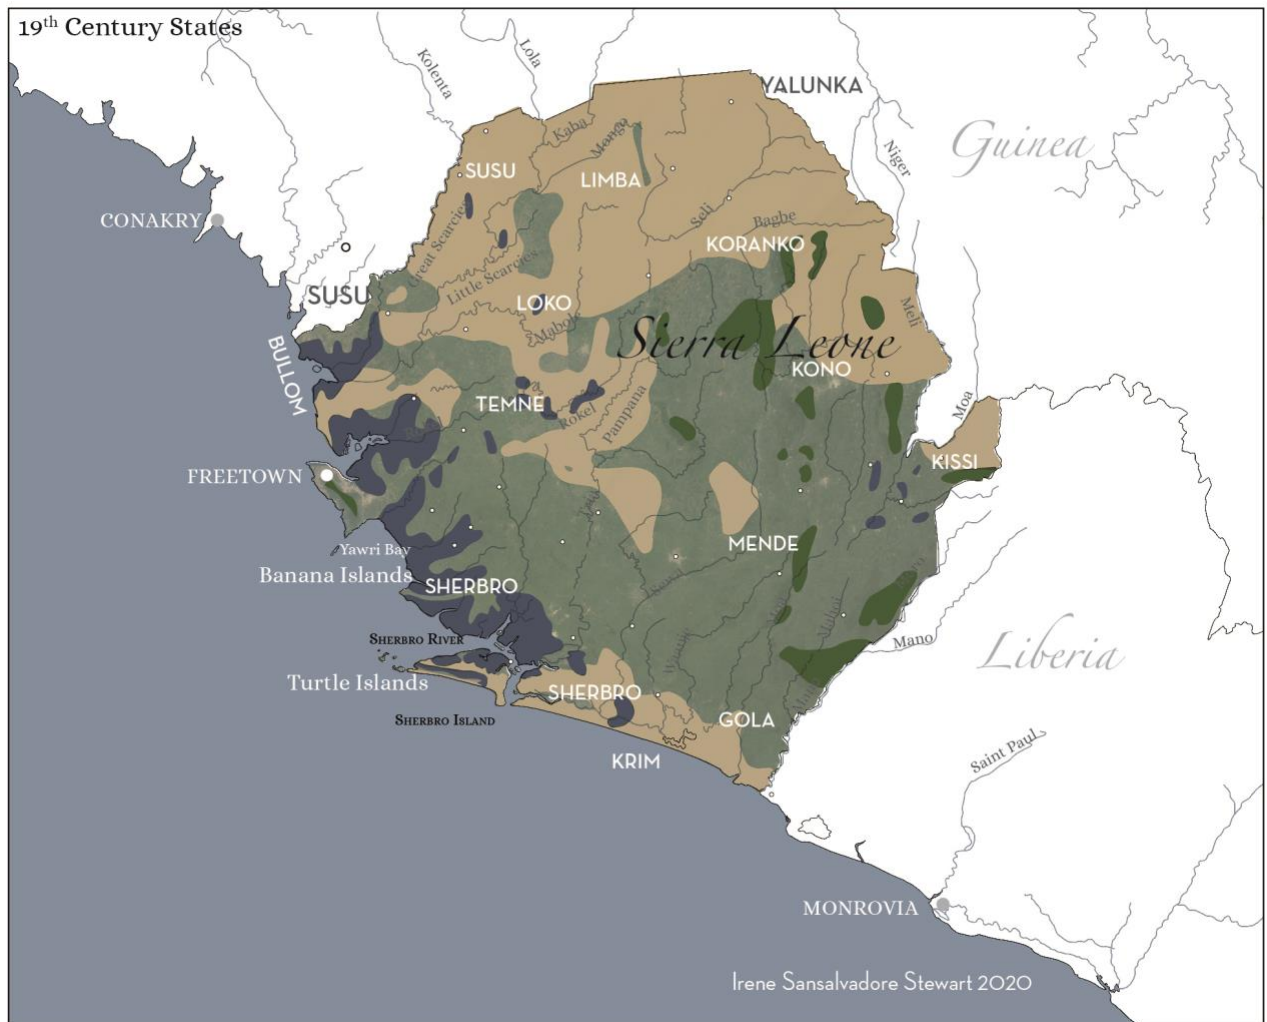 19th Century States
Kolenta
Lola
YALUNKA
Guinea
Kaba
Mongo
Niger
SUSU
LIMBA
CONAKRY
Great Scarcies
Seli
Bagbe
KORANKO
Little Scarcies
SUSU
LOKO
Mabole
Meli
Sierra Leone
BULLOM
KONO
TEMNE
Rokel
Pampana
Moa
KISSI
FREETOWN
MENDE
Yawri Bay
Banana Islands
SHERBRO
SHERBRO RIVER
Mano
Liberia
Turtle Islands
SHERBRO
SHERBRO ISLAND
GOLA
KRIM
Saint Paul
MONROVIA
Irene Sansalvadore Stewart 2020